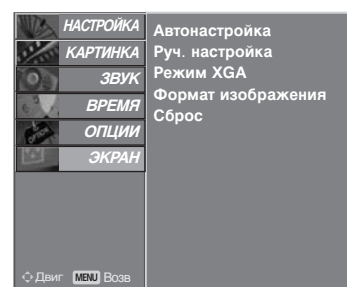 НАСТРОЙКА
КАРТИНКА
ЗВУК
ВРЕМЯ
ОПЦИИ
ЭКРАН
Автонастройка
Руч. настройка
Режим XGA
Формат изображения
Сброс
Двиг MENU Возв